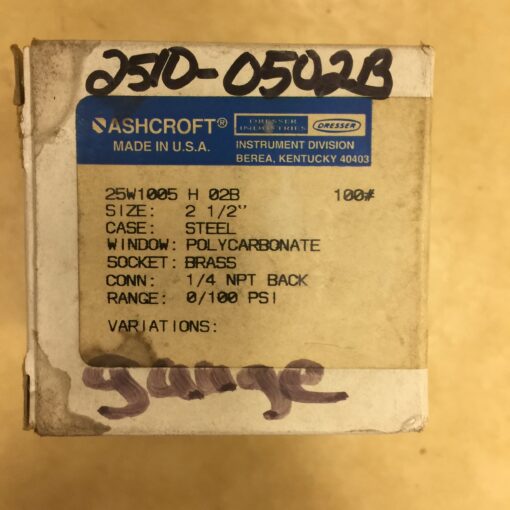 2510-0502B
ASHCROFT® DRESSER INDUSTRIES DRESSER
MADE IN U.S.A. INSTRUMENT DIVISION
BEREA, KENTUCKY 40403
25W1005 H 02B 100#
SIZE: 2 1/2"
CASE: STEEL
WINDOW: POLYCARBONATE
SOCKET: BRASS
CONN: 1/4 NPT BACK
RANGE: 0/100 PSI
VARIATIONS:
gauge